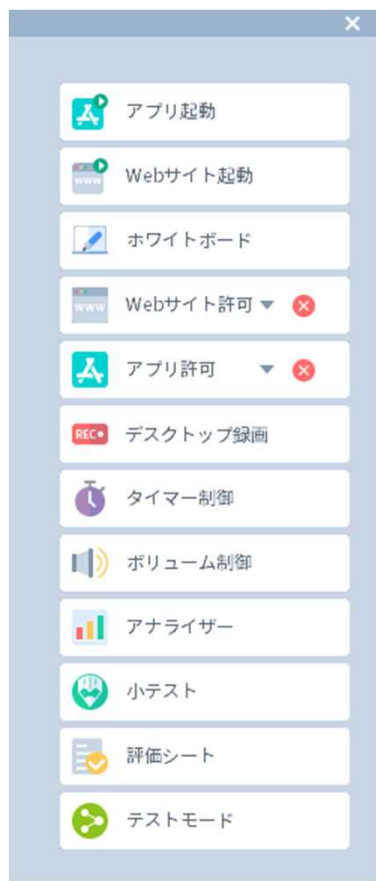 アプリ起動
www
Webサイト起動
ホワイトボード
www
Webサイト許可
アプリ許可
REC
デスクトップ録画
タイマー制御
ボリューム制御
アナライザー
小テスト
評価シート
テストモード